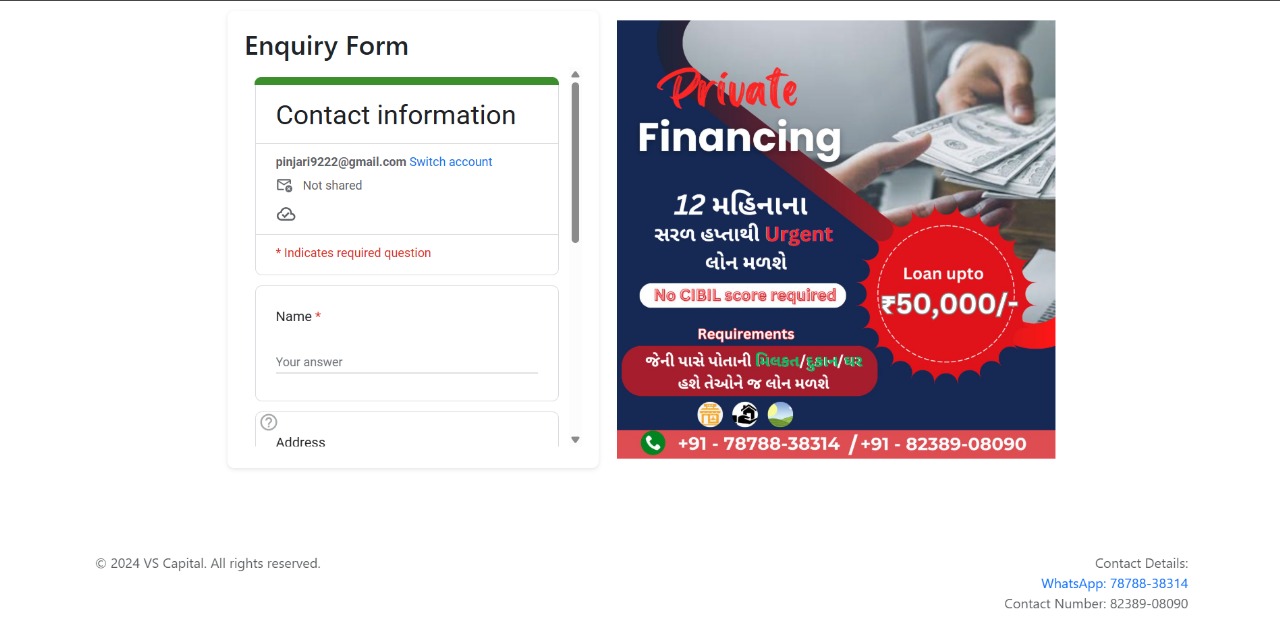 Enquiry Form
Contact information
pinjari9222@gmail.com Switch account
Not shared
* Indicates required question
Name *
Your answer
Address
Private
Financing
12 મહિનાના
સરળ હપ્તાથી Urgent
લોન મળશે
No CIBIL score required
Loan upto
₹50,000/-
Requirements
જેની પાસે પોતાની મિલકત/દુકાન/ઘર
હશે તેઓને જ લોન મળશે
+91 - 78788-38314 / +91 - 82389-08090
© 2024 VS Capital. All rights reserved.
Contact Details:
WhatsApp: 78788-38314
Contact Number: 82389-08090